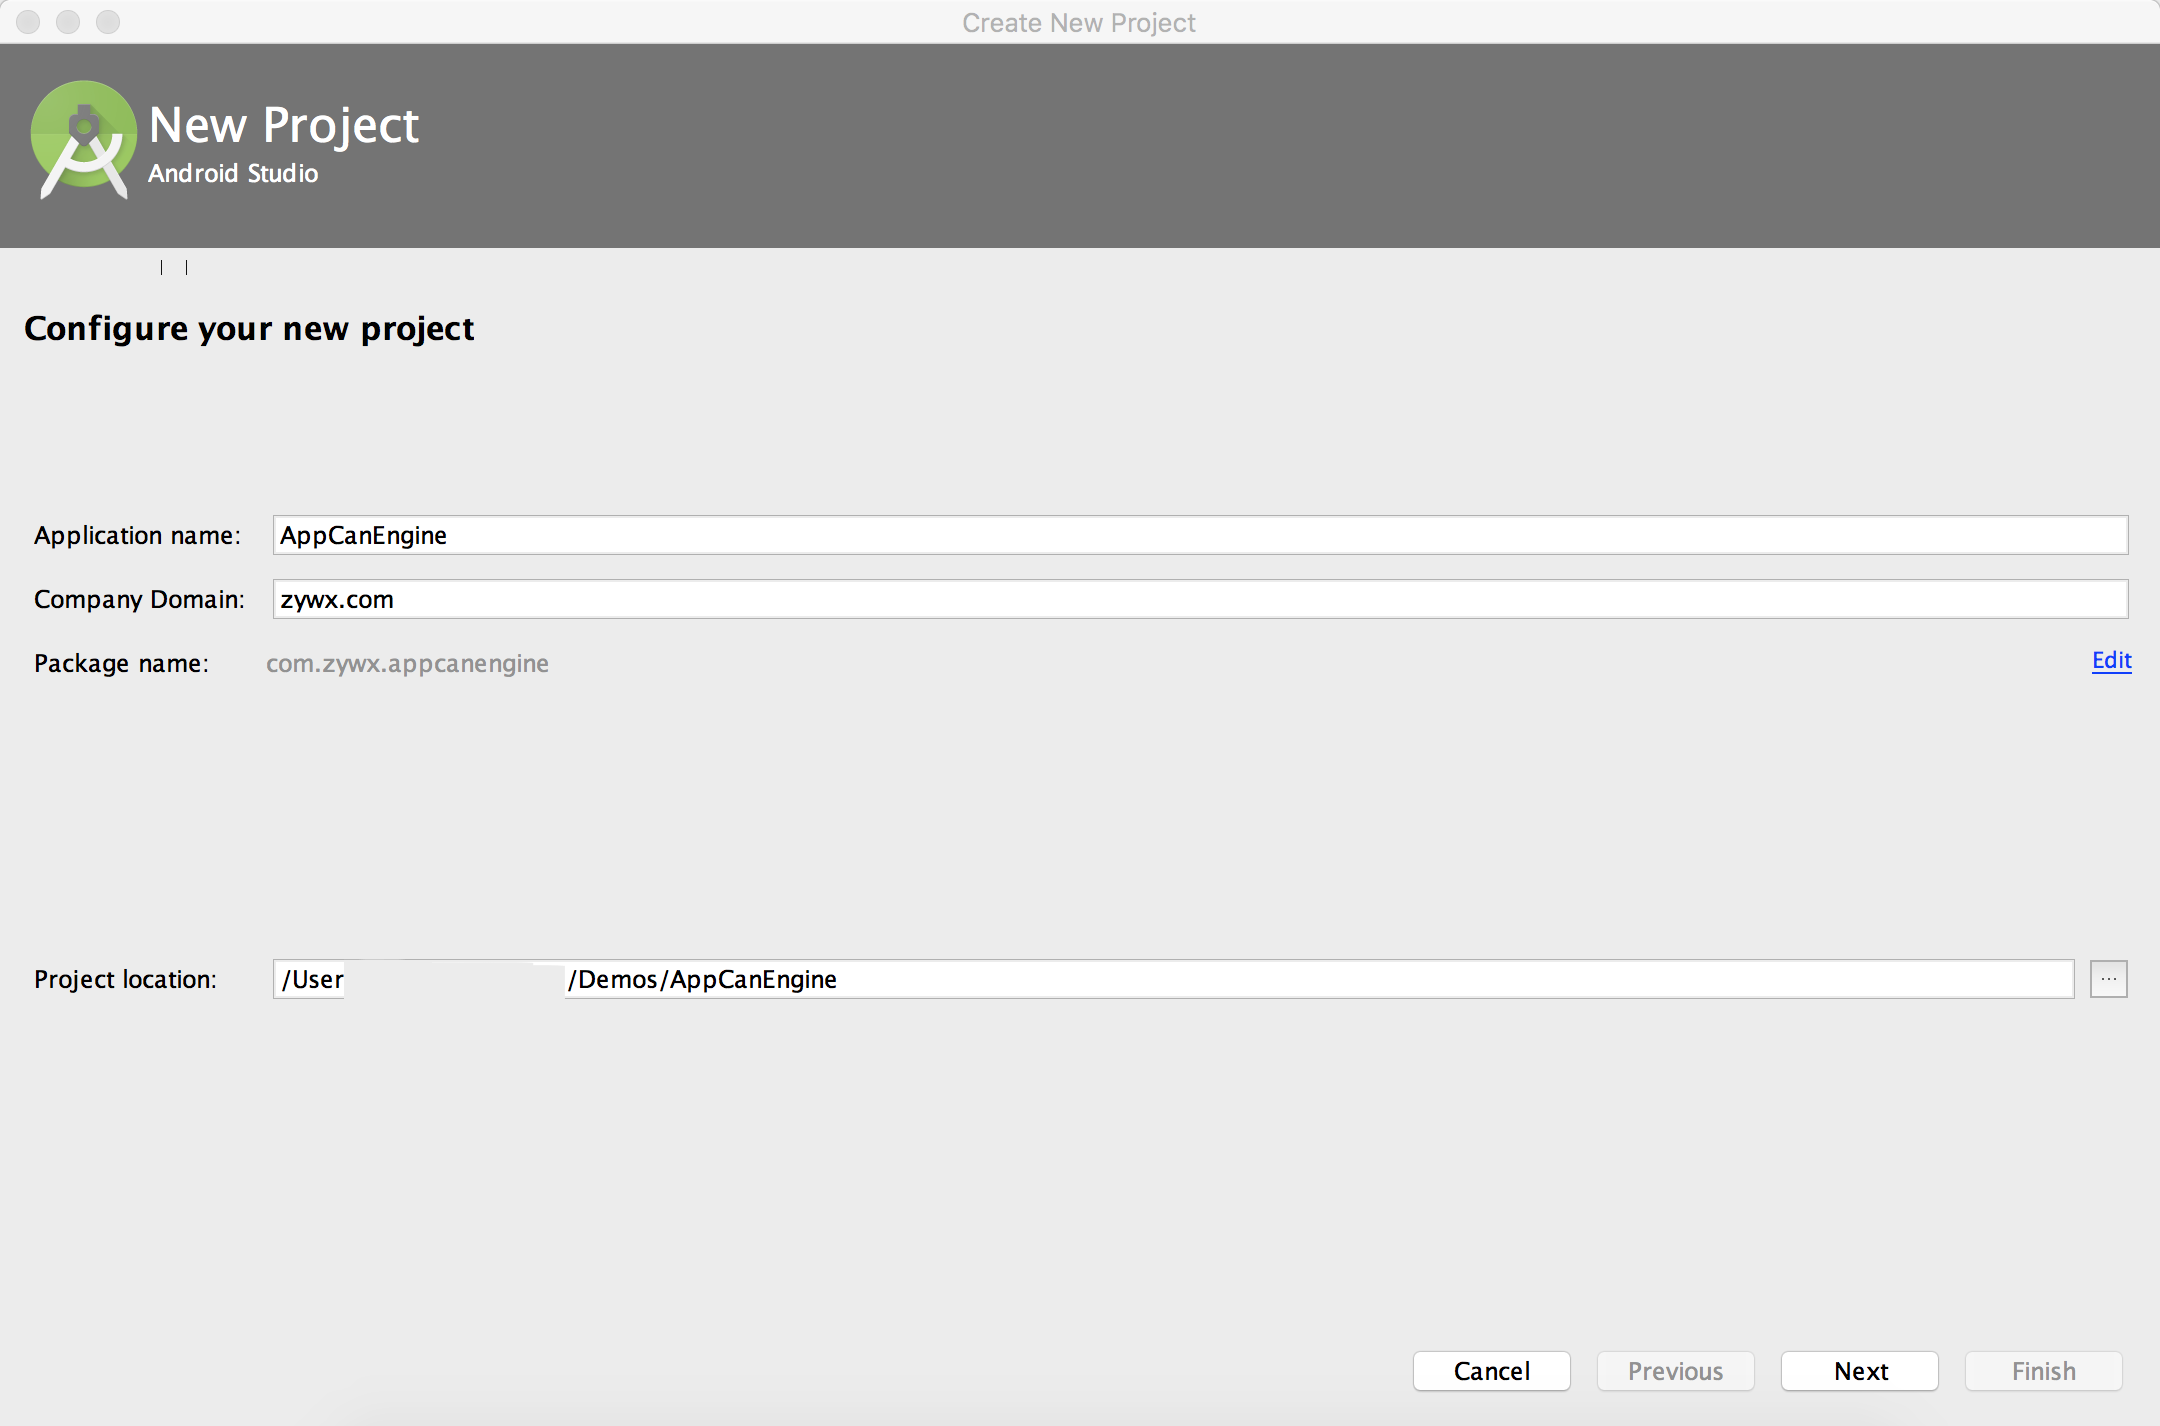 Create New Project
New Project
Android Studio
Configure your new project
Application name: AppCanEngine
Company Domain: zywx.com
Package name: com.zywx.appcanengine Edit
Project location: /User /Demos/AppCanEngine ...
Cancel Previous Next Finish